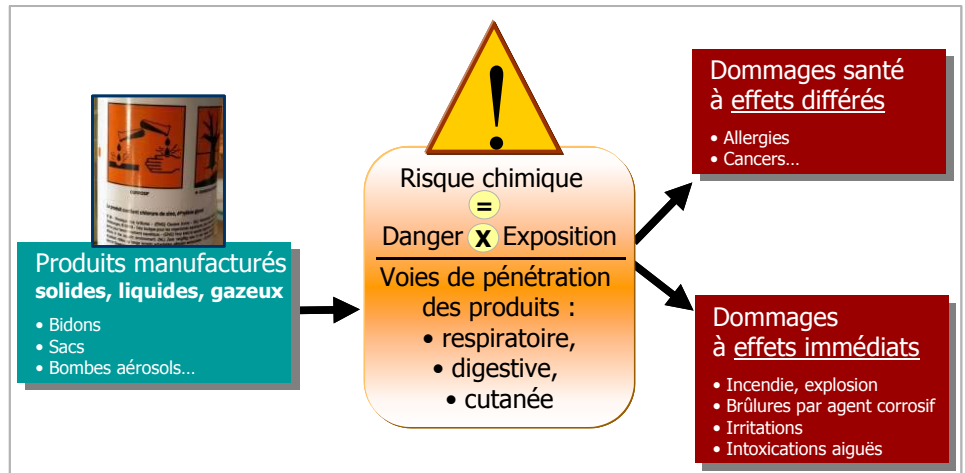 Produits manufacturés
solides, liquides, gazeux
• Bidons
• Sacs
• Bombes aérosols...
!
Risque chimique
=
Danger X Exposition
Voies de pénétration
des produits :
• respiratoire,
• digestive,
• cutanée
Dommages santé
à effets différés
• Allergies
• Cancers...
Dommages
à effets immédiats
• Incendie, explosion
• Brûlures par agent corrosif
• Irritations
• Intoxications aiguës